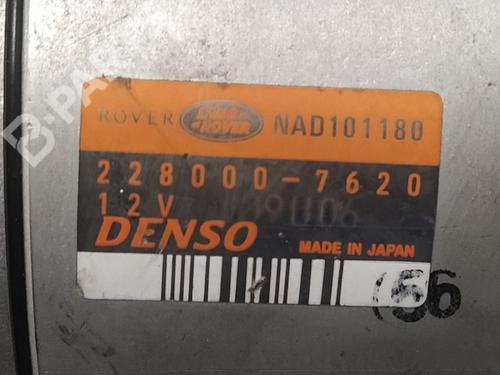 ROVER LAND ROVER NAD101180
228000-7620
12V
DENSO MADE IN JAPAN
(56